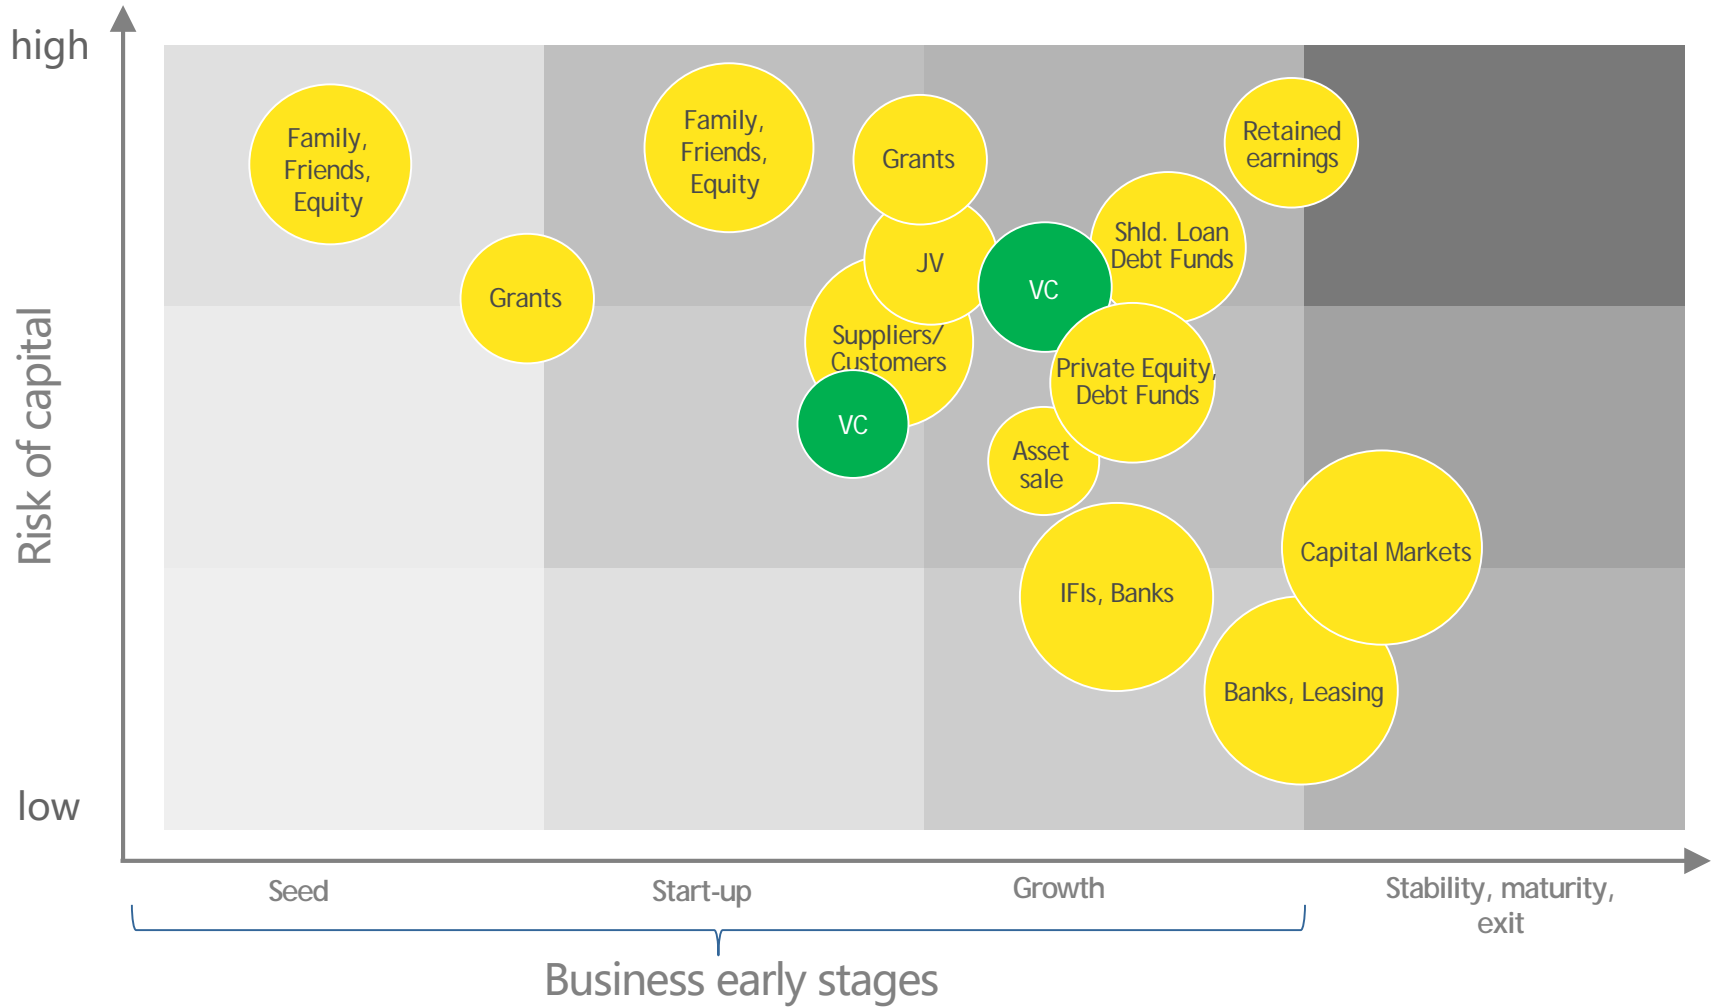 high
Family,
Friends,
Equity
Grants
Family,
Friends,
Equity
Grants
JV
Suppliers/
Customers
VC
VC
Shld. Loan
Debt Funds
Retained
earnings
Private Equity,
Debt Funds
Asset
sale
IFIs, Banks
Capital Markets
Banks, Leasing
Risk of capital
low
Seed
Start-up
Growth
Stability, maturity,
exit
Business early stages